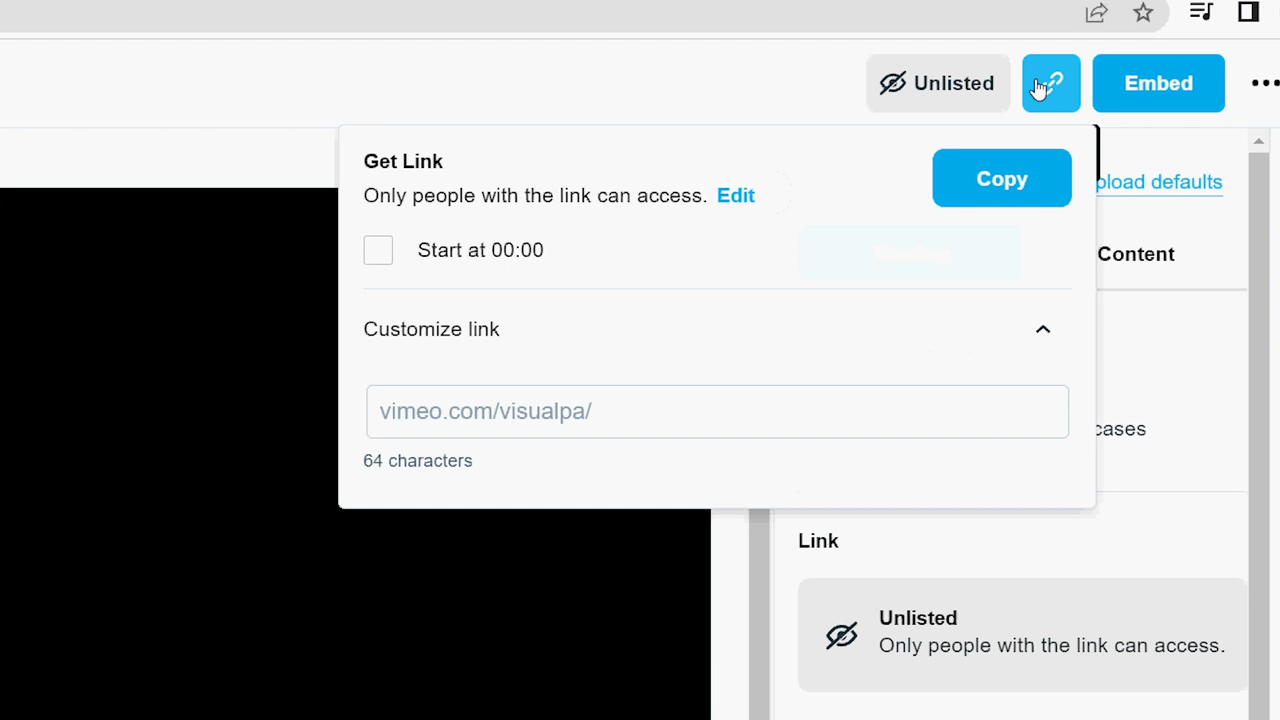 Unlisted
Embed
Get Link
Copy
Only people with the link can access. Edit
pload defaults
Start at 00:00
Content
Customize link
vimeo.com/visualpa/
cases
64 characters
Link
Unlisted
Only people with the link can access.